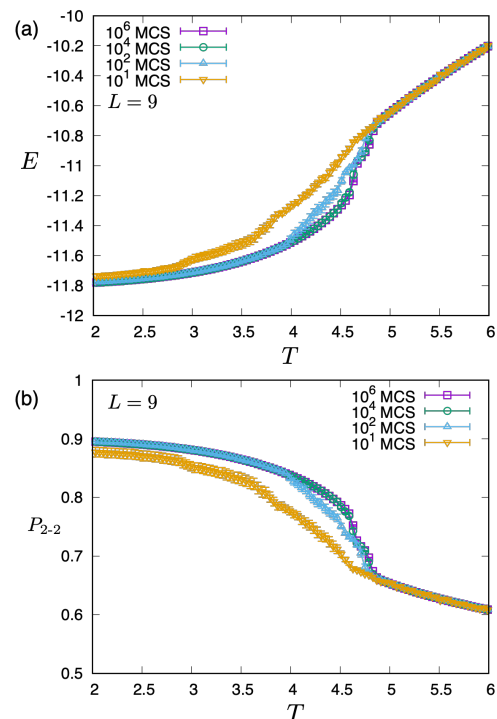 (a)
10^6 MCS
10^4 MCS
10^2 MCS
10^1 MCS
L = 9
E
-10
-10.2
-10.4
-10.6
-10.8
-11
-11.2
-11.4
-11.6
-11.8
-12
2 2.5 3 3.5 4 4.5 5 5.5 6
T
(b)
L = 9
10^6 MCS
10^4 MCS
10^2 MCS
10^1 MCS
P_{2-2}
1
0.9
0.8
0.7
0.6
0.5
2 2.5 3 3.5 4 4.5 5 5.5 6
T